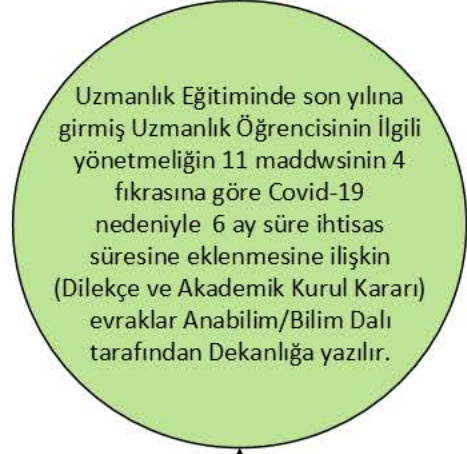 Uzmanlık Eğitiminde son yılına
girmiş Uzmanlık Öğrencisinin İlgili
yönetmeliğin 11 maddwsinin 4
fıkrasına göre Covid-19
nedeniyle 6 ay süre ihtisas
süresine eklenmesine ilişkin
(Dilekçe ve Akademik Kurul Kararı)
evraklar Anabilim/Bilim Dalı
tarafından Dekanlığa yazılır.